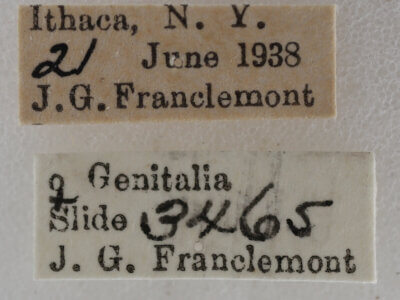 Ithaca, N. Y.
21 June 1938
J.G. Franclemont
♀ Genitalia
Slide 3465
J. G. Franclemont